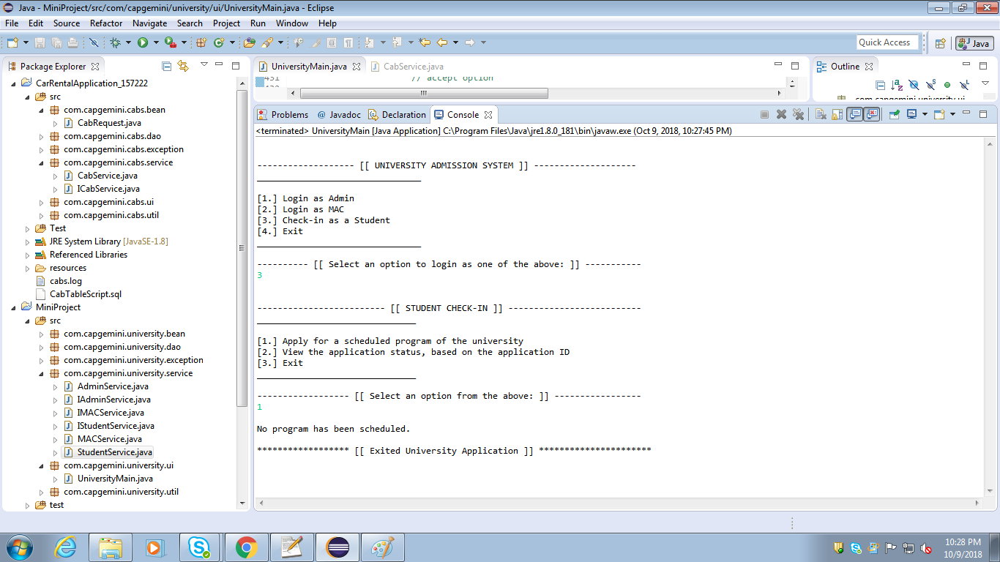 Java - MiniProject/src/com/capgemini/university/ui/UniversityMain.java - Eclipse
File Edit Source Refactor Navigate Search Project Run Window Help
Quick Access
Java
Package Explorer
CarRentalApplication_157222
src
com.capgemini.cabs.bean
CabRequest.java
com.capgemini.cabs.dao
com.capgemini.cabs.exception
com.capgemini.cabs.service
CabService.java
ICabService.java
com.capgemini.cabs.ui
com.capgemini.cabs.util
Test
JRE System Library [JavaSE-1.8]
Referenced Libraries
resources
cabs.log
CabTableScript.sql
MiniProject
src
com.capgemini.university.bean
com.capgemini.university.dao
com.capgemini.university.exception
com.capgemini.university.service
AdminService.java
IAdminService.java
IMACService.java
IStudentService.java
MACService.java
StudentService.java
com.capgemini.university.ui
UniversityMain.java
com.capgemini.university.util
test
UniversityMain.java CabService.java
431 // accept option
Outline
com.capgemini.university.ui
Problems @ Javadoc Declaration Console
<terminated> UniversityMain [Java Application] C:\Program Files\Java\jre1.8.0_181\bin\javaw.exe (Oct 9, 2018, 10:27:45 PM)
------------------- [[ UNIVERSITY ADMISSION SYSTEM ]] --------------------
________________________________
[1.] Login as Admin
[2.] Login as MAC
[3.] Check-in as a Student
[4.] Exit
________________________________
---------- [[ Select an option to login as one of the above: ]] -----------
3
------------------------- [[ STUDENT CHECK-IN ]] --------------------------
_______________________________
[1.] Apply for a scheduled program of the university
[2.] View the application status, based on the application ID
[3.] Exit
_______________________________
------------------ [[ Select an option from the above: ]] -----------------
1
No program has been scheduled.
****************** [[ Exited University Application ]] **********************
10:28 PM
10/9/2018